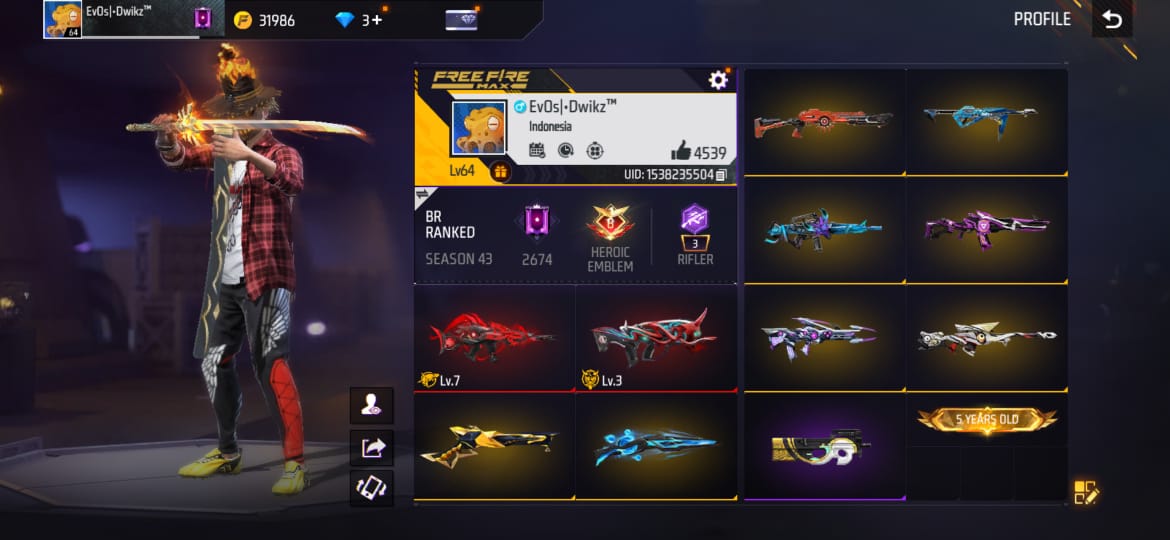 EvOs|•Dwikz™
64
31986
3+
PROFILE
FREE FIRE
MAX
EvOs|•Dwikz™
Indonesia
4539
Lv64
UID: 1538235504
BR
RANKED
SEASON 43
2674
HEROIC
EMBLEM
3
RIFLER
Lv.7
Lv.3
5 YEARS OLD